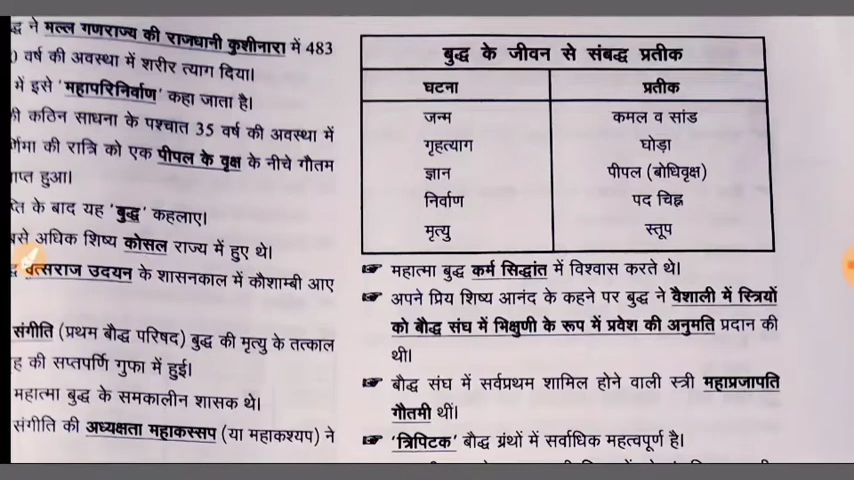 ने मल्ल गणराज्य की राजधानी कुशीनारा में 483
वर्ष की अवस्था में शरीर त्याग दिया।
में इसे 'महापरिनिर्वाण' कहा जाता है।
कठिन साधना के पश्चात 35 वर्ष की अवस्था में
की रात्रि को एक पीपल के वृक्ष के नीचे गौतम
हुआ।
के बाद यह 'बुद्ध' कहलाए।
अधिक शिष्य कोसल राज्य में हुए थे।
वत्सराज उदयन के शासनकाल में कौशाम्बी आए
संगीति (प्रथम बौद्ध परिषद) बुद्ध की मृत्यु के तत्काल
की सप्तपर्णि गुफा में हुई।
महात्मा बुद्ध के समकालीन शासक थे।
संगीति की अध्यक्षता महाकस्सप (या महाकश्यप) ने
बुद्ध के जीवन से संबद्ध प्रतीक
घटना प्रतीक
जन्म कमल व सांड
गृहत्याग घोड़ा
ज्ञान पीपल (बोधिवृक्ष)
निर्वाण पद चिह्न
मृत्यु स्तूप
☞ महात्मा बुद्ध कर्म सिद्धांत में विश्वास करते थे।
☞ अपने प्रिय शिष्य आनंद के कहने पर बुद्ध ने वैशाली में स्त्रियों
को बौद्ध संघ में भिक्षुणी के रूप में प्रवेश की अनुमति प्रदान की
थी।
☞ बौद्ध संघ में सर्वप्रथम शामिल होने वाली स्त्री महाप्रजापति
गौतमी थीं।
☞ 'त्रिपिटक' बौद्ध ग्रंथों में सर्वाधिक महत्वपूर्ण है।